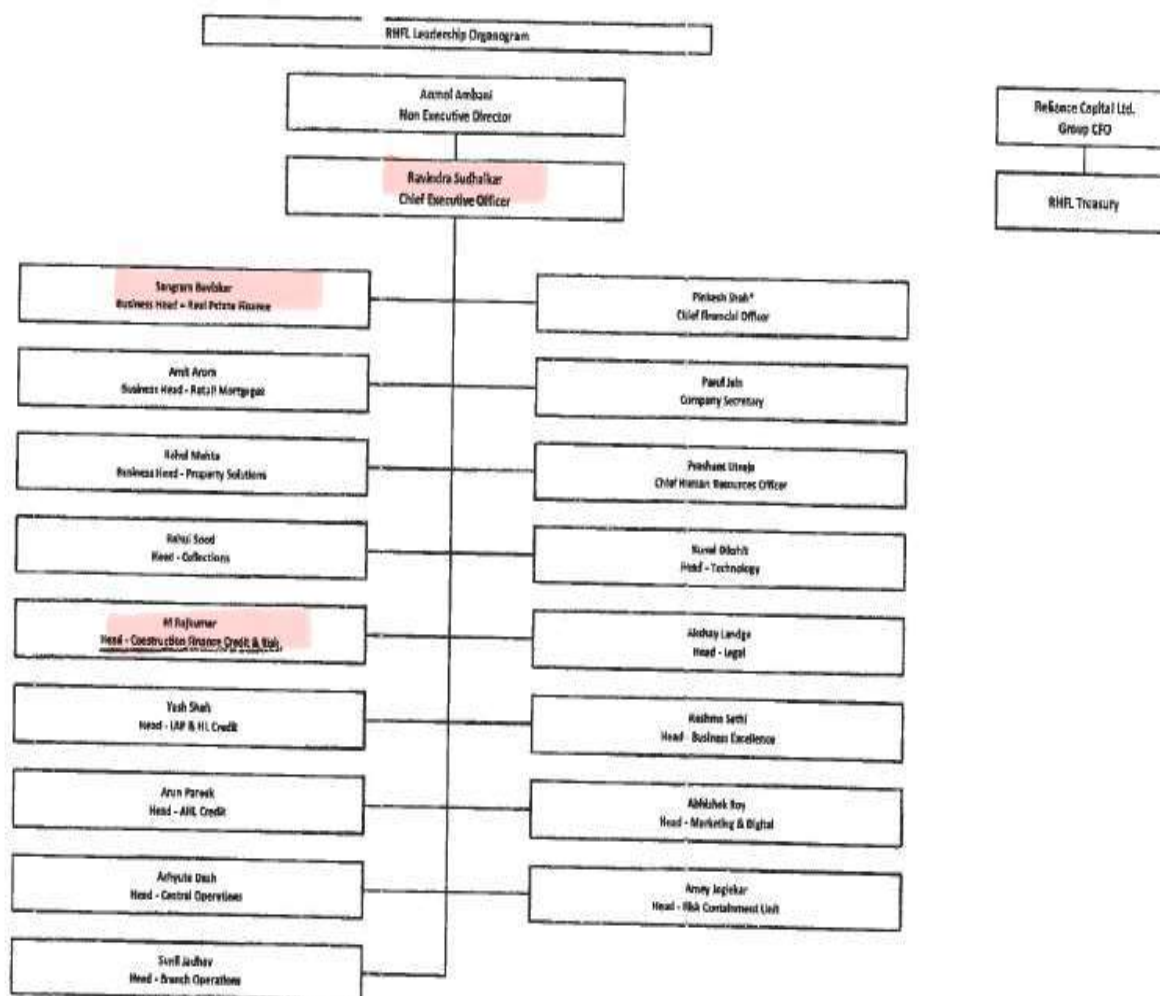 RHFL Leadership Organogram
Anmol Ambani
Non Executive Director
Reliance Capital Ltd.
Group CFO
Ravindra Sudhalkar
Chief Executive Officer
RHFL Treasury
Sangram Baviskar
Business Head – Real Estate Finance
Pinkesh Shah*
Chief Financial Officer
Amit Arora
Business Head - Retail Mortgages
Parul Jain
Company Secretary
Rahul Mehta
Business Head - Property Solutions
Prashant Utreja
Chief Human Resources Officer
Rahul Sood
Head - Collections
Head - Technology
M Rajkumar
Head - Construction Finance Credit & Risk
Akshay Landge
Head - Legal
Yash Shah
Head - LAP & HL Credit
Reshma Sethi
Head - Business Excellence
Arun Pareek
Head - AHL Credit
Abhishek Roy
Head - Marketing & Digital
Achyuta Dash
Head - Central Operations
Amey Joglekar
Head - Risk Containment Unit
Sunil Jadhav
Head - Branch Operations